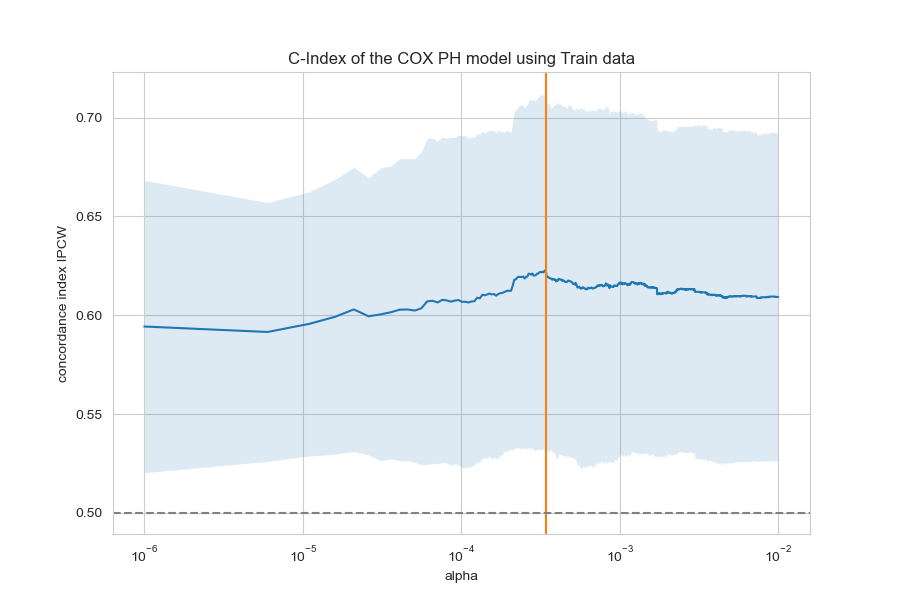 C-Index of the COX PH model using Train data
concordance index IPCW
0.70
0.65
0.60
0.55
0.50
10⁻⁶ 10⁻⁵ 10⁻⁴ 10⁻³ 10⁻²
alpha